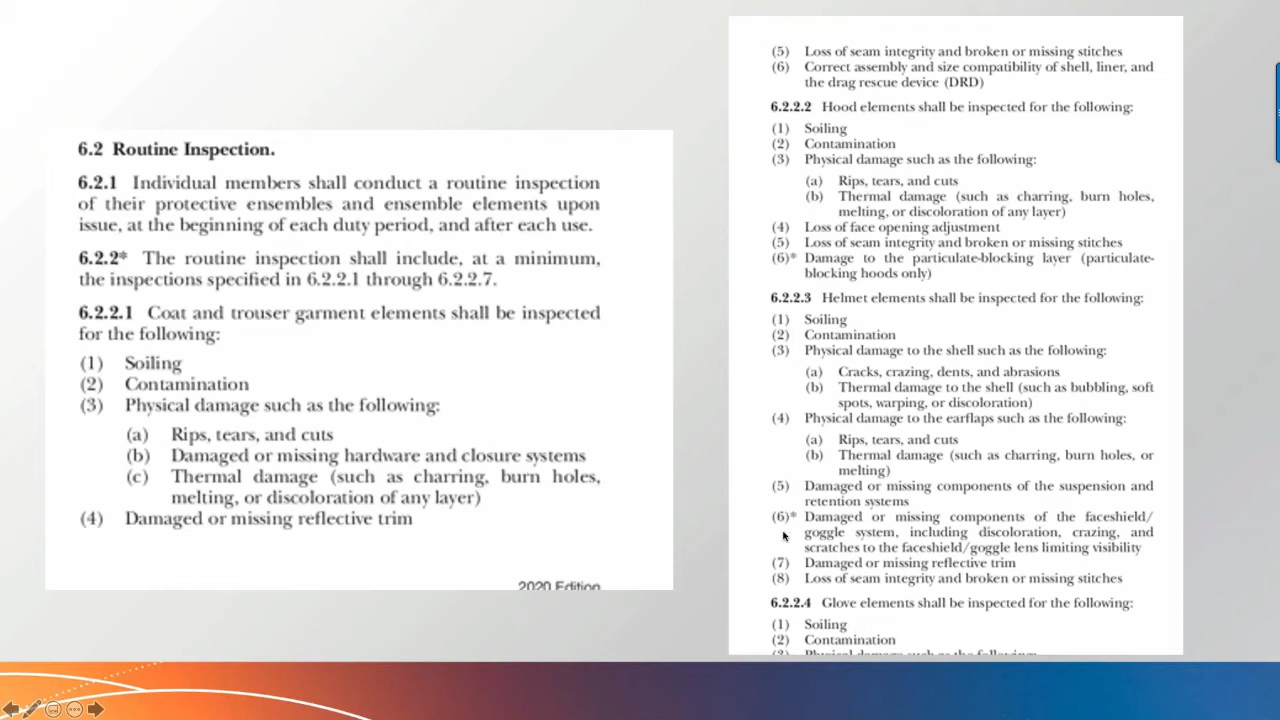 6.2 Routine Inspection.
6.2.1 Individual members shall conduct a routine inspection
of their protective ensembles and ensemble elements upon
issue, at the beginning of each duty period, and after each use.
6.2.2* The routine inspection shall include, at a minimum,
the inspections specified in 6.2.2.1 through 6.2.2.7.
6.2.2.1 Coat and trouser garment elements shall be inspected
for the following:
(1) Soiling
(2) Contamination
(3) Physical damage such as the following:
(a) Rips, tears, and cuts
(b) Damaged or missing hardware and closure systems
(c) Thermal damage (such as charring, burn holes,
melting, or discoloration of any layer)
(4) Damaged or missing reflective trim
2020 Edition
(5) Loss of seam integrity and broken or missing stitches
(6) Correct assembly and size compatibility of shell, liner, and
the drag rescue device (DRD)
6.2.2.2 Hood elements shall be inspected for the following:
(1) Soiling
(2) Contamination
(3) Physical damage such as the following:
(a) Rips, tears, and cuts
(b) Thermal damage (such as charring, burn holes,
melting, or discoloration of any layer)
(4) Loss of face opening adjustment
(5) Loss of seam integrity and broken or missing stitches
(6)* Damage to the particulate-blocking layer (particulate-
blocking hoods only)
6.2.2.3 Helmet elements shall be inspected for the following:
(1) Soiling
(2) Contamination
(3) Physical damage to the shell such as the following:
(a) Cracks, crazing, dents, and abrasions
(b) Thermal damage to the shell (such as bubbling, soft
spots, warping, or discoloration)
(4) Physical damage to the earflaps such as the following:
(a) Rips, tears, and cuts
(b) Thermal damage (such as charring, burn holes, or
melting)
(5) Damaged or missing components of the suspension and
retention systems
(6)* Damaged or missing components of the faceshield/
goggle system, including discoloration, crazing, and
scratches to the faceshield/goggle lens limiting visibility
(7) Damaged or missing reflective trim
(8) Loss of seam integrity and broken or missing stitches
6.2.2.4 Glove elements shall be inspected for the following:
(1) Soiling
(2) Contamination
(3) Physical damage such as the following: